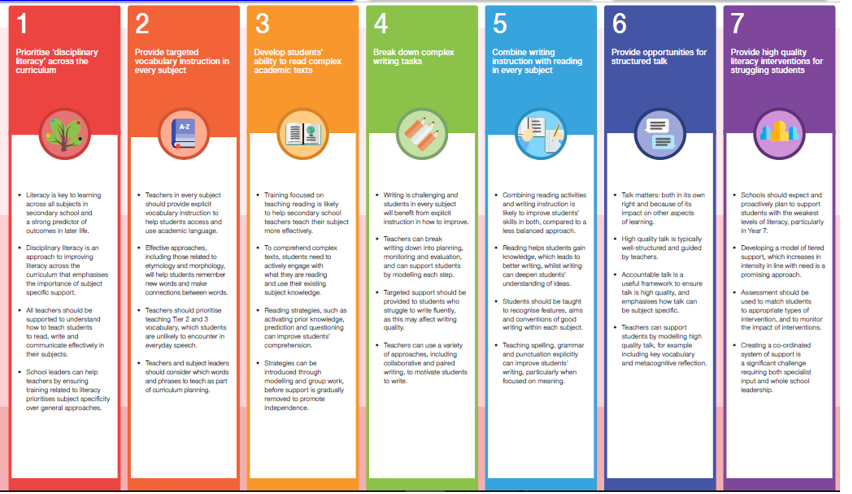 1
Prioritise 'disciplinary
literacy' across the
curriculum
• Literacy is key to learning
across all subjects in
secondary school and
a strong predictor of
outcomes in later life.
• Disciplinary literacy is an
approach to improving
literacy across the
curriculum that emphasises
the importance of subject
specific support.
• All teachers should be
supported to understand
how to teach students
to read, write and
communicate effectively in
their subjects.
• School leaders can help
teachers by ensuring
training related to literacy
prioritises subject specificity
over general approaches.
2
Provide targeted
vocabulary instruction in
every subject
A-Z
• Teachers in every subject
should provide explicit
vocabulary instruction to
help students access and
use academic language.
• Effective approaches,
including those related to
etymology and morphology,
will help students remember
new words and make
connections between words.
• Teachers should prioritise
teaching Tier 2 and 3
vocabulary, which students
are unlikely to encounter in
everyday speech.
• Teachers and subject leaders
should consider which words
and phrases to teach as part
of curriculum planning.
3
Develop students'
ability to read complex
academic texts
• Training focused on
teaching reading is likely
to help secondary school
teachers teach their subject
more effectively.
• To comprehend complex
texts, students need to
actively engage with
what they are reading
and use their existing
subject knowledge.
• Reading strategies, such as
activating prior knowledge,
prediction and questioning
can improve students'
comprehension.
• Strategies can be
introduced through
modelling and group work,
before support is gradually
removed to promote
independence.
4
Break down complex
writing tasks
• Writing is challenging and
students in every subject
will benefit from explicit
instruction in how to improve.
• Teachers can break
writing down into planning,
monitoring and evaluation,
and can support students
by modelling each step.
• Targeted support should be
provided to students who
struggle to write fluently,
as this may affect writing
quality.
• Teachers can use a variety
of approaches, including
collaborative and paired
writing, to motivate students
to write.
5
Combine writing
instruction with reading
in every subject
• Combining reading activities
and writing instruction is
likely to improve students'
skills in both, compared to a
less balanced approach.
• Reading helps students gain
knowledge, which leads to
better writing, whilst writing
can deepen students'
understanding of ideas.
• Students should be taught
to recognise features, aims
and conventions of good
writing within each subject.
• Teaching spelling, grammar
and punctuation explicitly
can improve students'
writing, particularly when
focused on meaning.
6
Provide opportunities for
structured talk
• Talk matters: both in its own
right and because of its
impact on other aspects
of learning.
• High quality talk is typically
well-structured and guided
by teachers.
• Accountable talk is a
useful framework to ensure
talk is high quality, and
emphasises how talk can
be subject specific.
• Teachers can support
students by modelling high
quality talk, for example
including key vocabulary
and metacognitive reflection.
7
Provide high quality
literacy interventions for
struggling students
• Schools should expect and
proactively plan to support
students with the weakest
levels of literacy, particularly
in Year 7.
• Developing a model of tiered
support, which increases in
intensity in line with need is a
promising approach.
• Assessment should be
used to match students
to appropriate types of
intervention, and to monitor
the impact of interventions.
• Creating a co-ordinated
system of support is
a significant challenge
requiring both specialist
input and whole school
leadership.